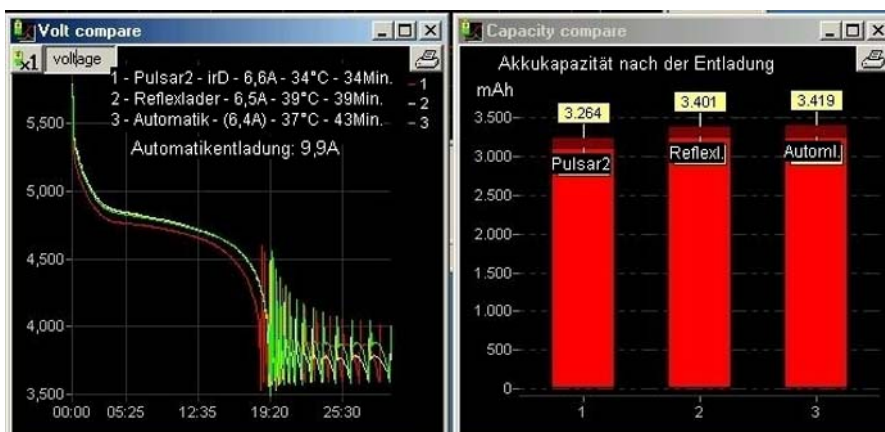 Volt compare
x1 voltage
1 - Pulsar2 - irD - 6,6A - 34°C - 34Min. - 1
2 - Reflexlader - 6,5A - 39°C - 39Min. - 2
3 - Automatik - (6,4A) - 37°C - 43Min. - 3
Automatikentladung: 9,9A
5,500
5,000
4,500
4,000
3,500
00:00 05:25 12:35 19:20 25:30
Capacity compare
Akkukapazität nach der Entladung
mAh
3.264 3.401 3.419
3.500
3.000
Pulsar2 Reflexl. Automl.
2.500
2.000
1.500
1.000
500
0
1 2 3